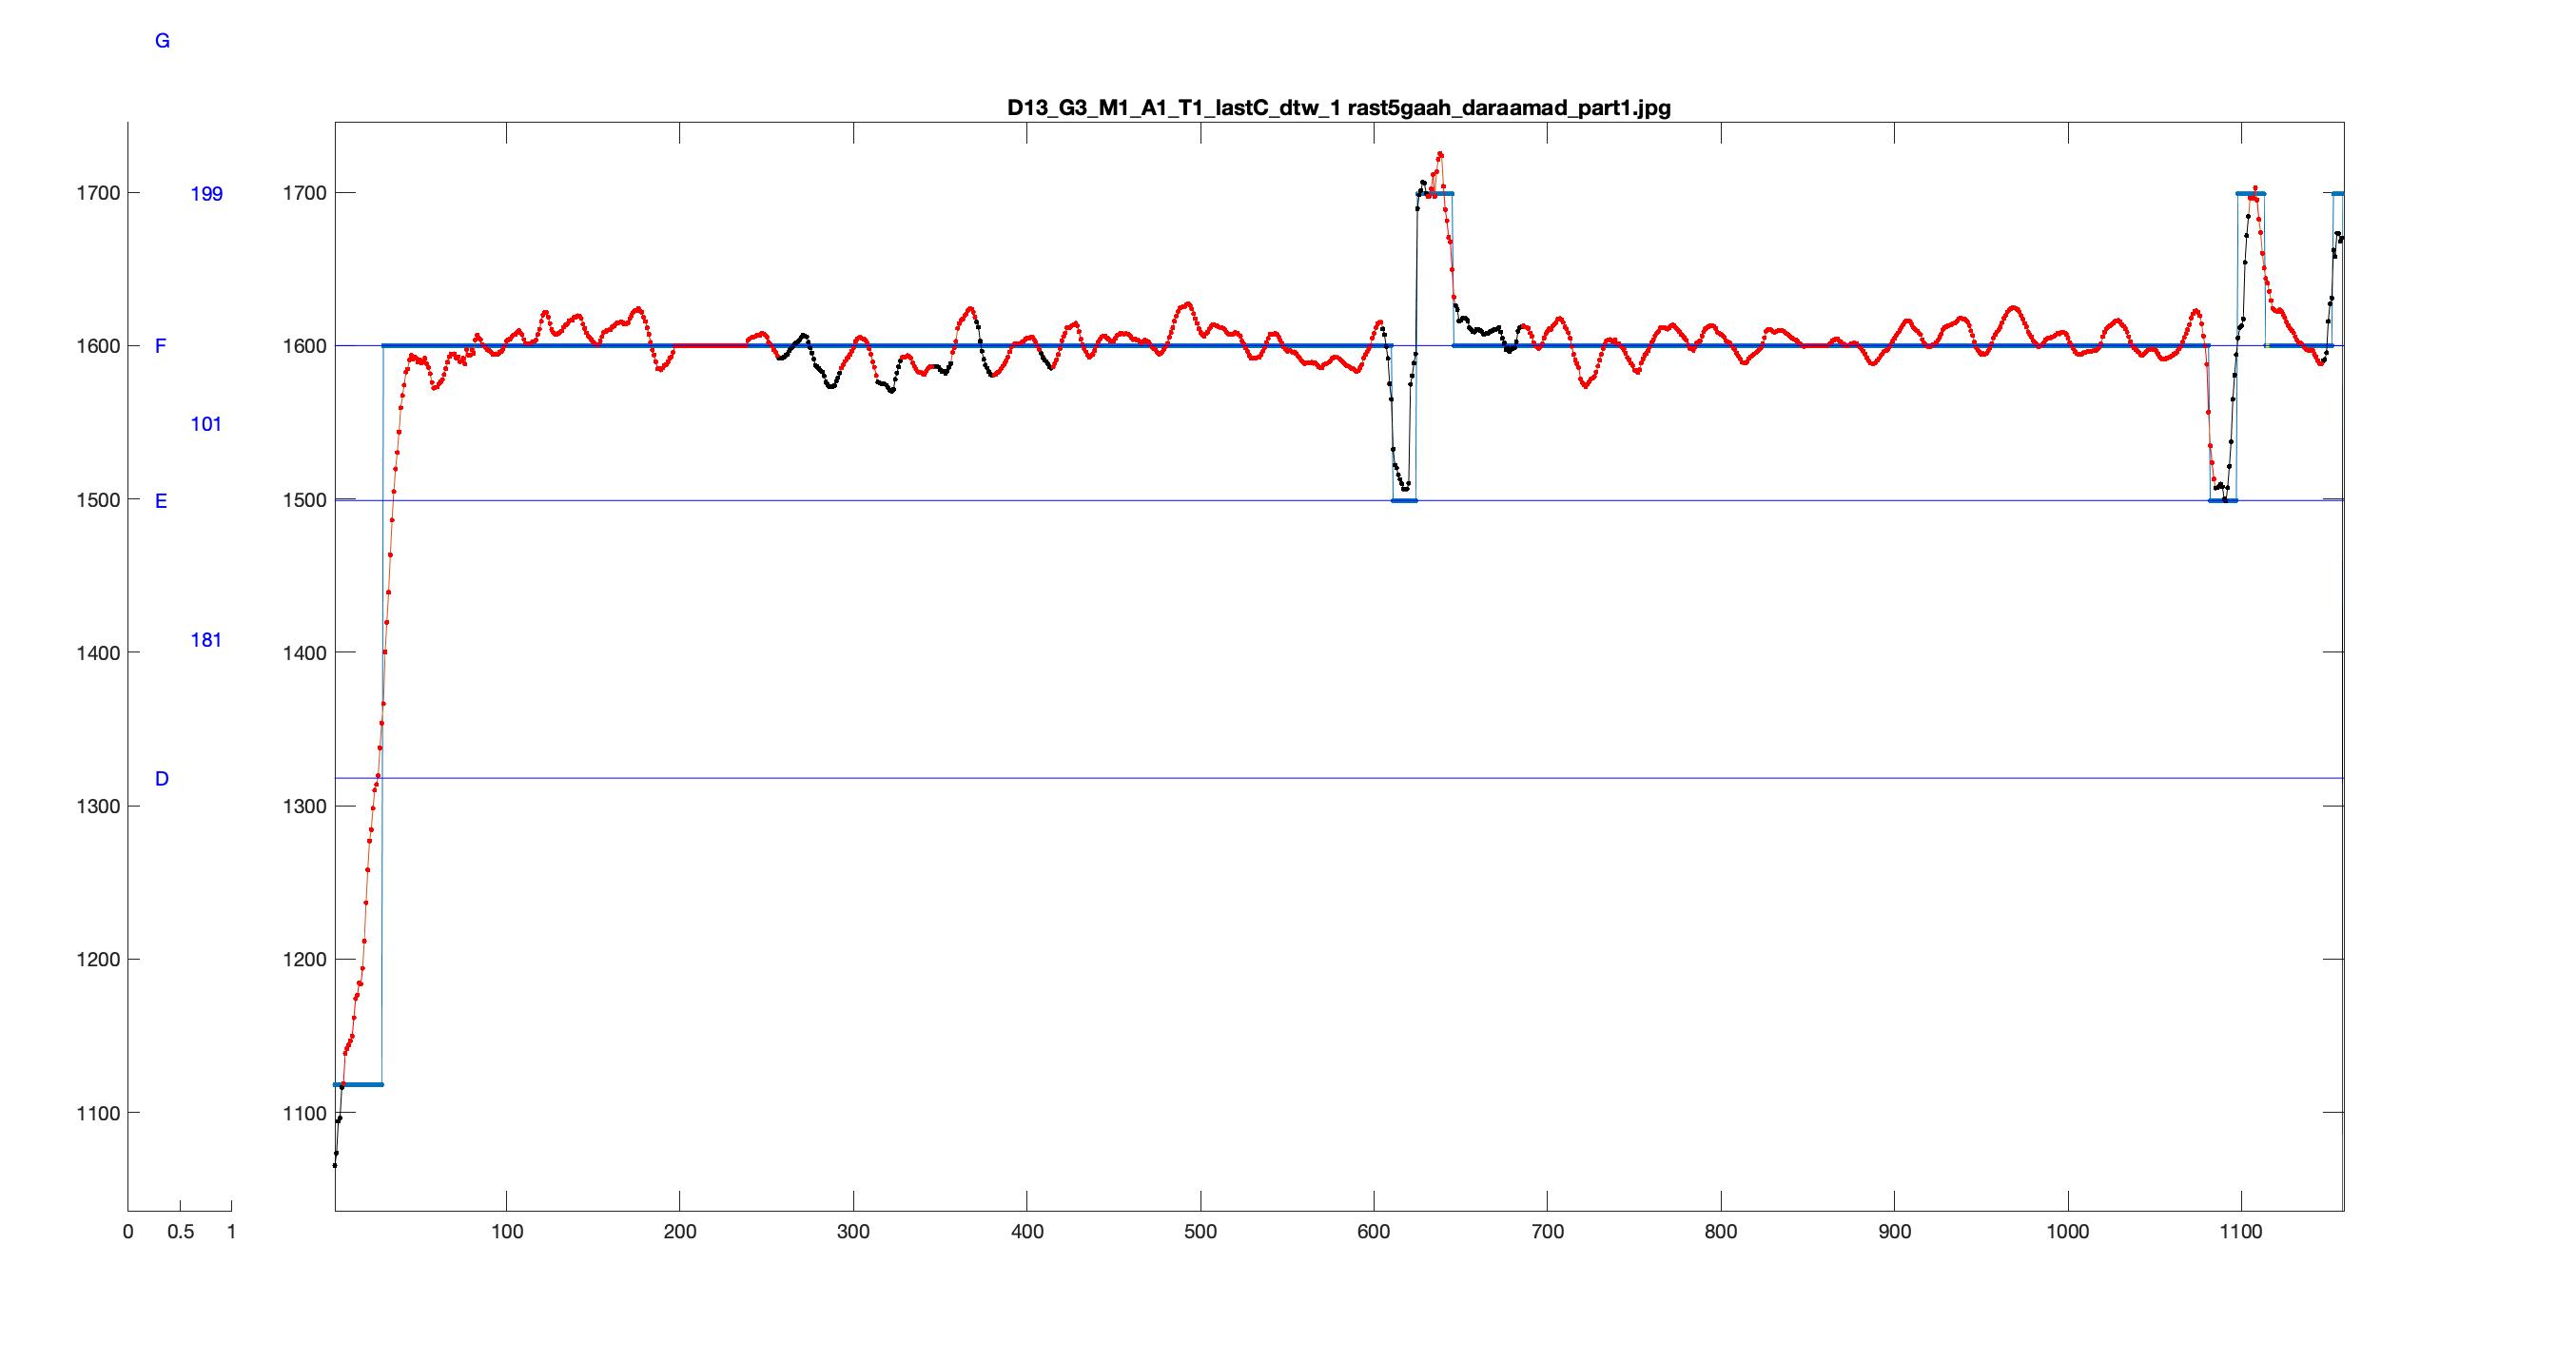 G
D13_G3_M1_A1_T1_lastC_dtw_1 rast5gaah_daraamad_part1.jpg
1700 199 1700
1600 F 1600
101
1500 E 1500
181
1400 1400
D
1300 1300
1200 1200
1100 1100
0 0.5 1 100 200 300 400 500 600 700 800 900 1000 1100